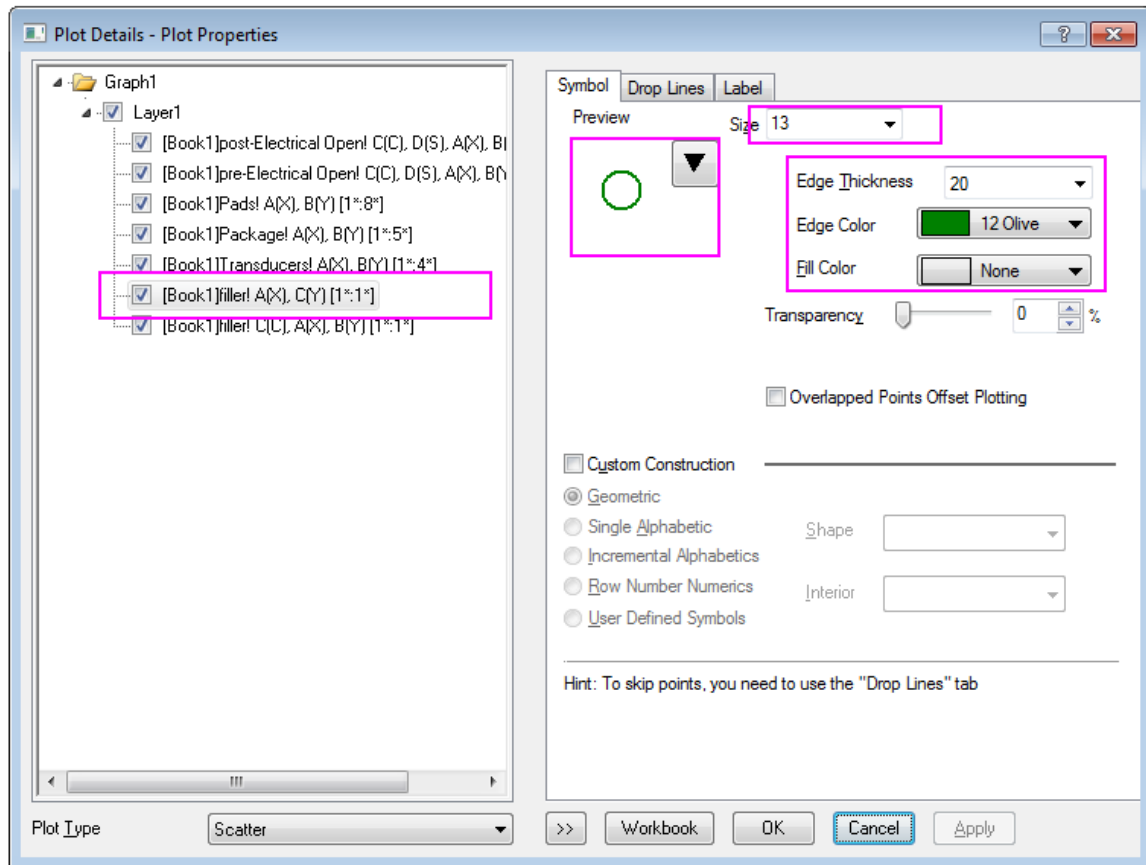 Plot Details - Plot Properties
Graph1
Layer1
[Book1]post-Electrical Open! C(C), D(S), A(X), B(
[Book1]pre-Electrical Open! C(C), D(S), A(X), B(Y
[Book1]Pads! A(X), B(Y) [1*:8*]
[Book1]Package! A(X), B(Y) [1*:5*]
[Book1]Transducers! A(X), B(Y) [1*:4*]
[Book1]filler! A(X), C(Y) [1*:1*]
[Book1]filler! C(C), A(X), B(Y) [1*:1*]
Plot Type Scatter
Symbol Drop Lines Label
Preview Size 13
Edge Thickness 20
Edge Color 12 Olive
Fill Color None
Transparency 0 %
Overlapped Points Offset Plotting
Custom Construction
Geometric
Single Alphabetic Shape
Incremental Alphabetics
Row Number Numerics Interior
User Defined Symbols
Hint: To skip points, you need to use the "Drop Lines" tab
>> Workbook OK Cancel Apply